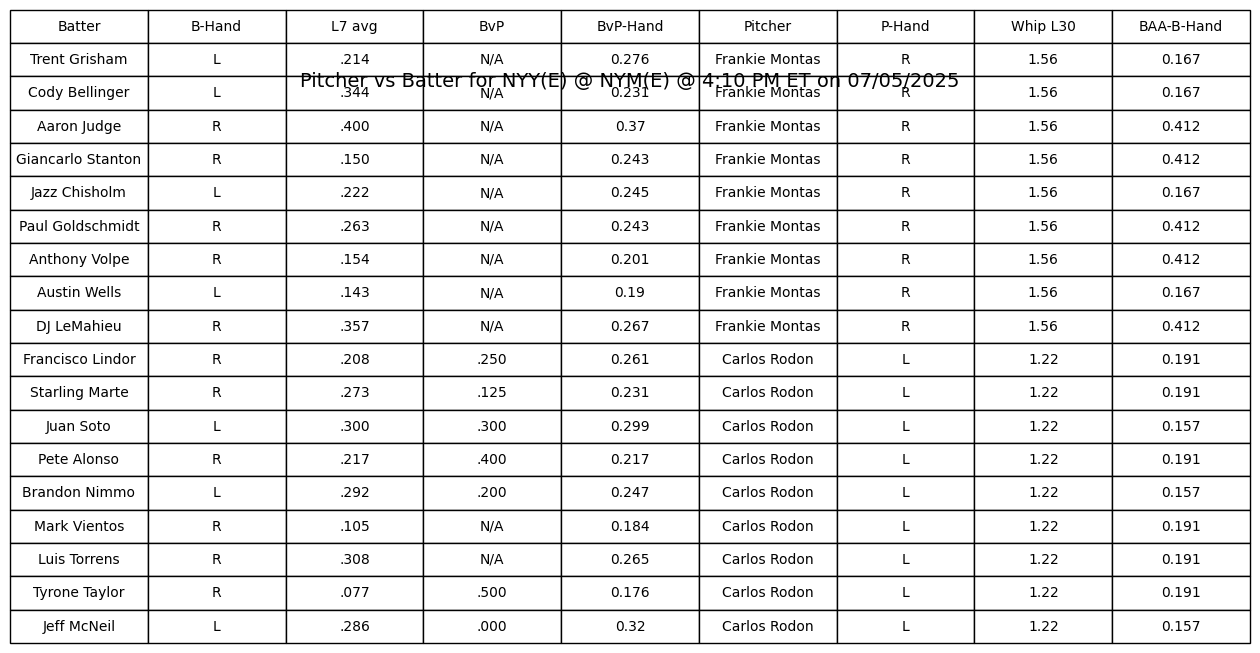 Batter B-Hand L7 avg BvP BvP-Hand Pitcher P-Hand Whip L30 BAA-B-Hand
Trent Grisham L .214 N/A 0.276 Frankie Montas R 1.56 0.167
Pitcher vs Batter for NYY(E) @ NYM(E) @ 4:10 PM ET on 07/05/2025
Cody Bellinger L .344 N/A 0.231 Frankie Montas R 1.56 0.167
Aaron Judge R .400 N/A 0.37 Frankie Montas R 1.56 0.412
Giancarlo Stanton R .150 N/A 0.243 Frankie Montas R 1.56 0.412
Jazz Chisholm L .222 N/A 0.245 Frankie Montas R 1.56 0.167
Paul Goldschmidt R .263 N/A 0.243 Frankie Montas R 1.56 0.412
Anthony Volpe R .154 N/A 0.201 Frankie Montas R 1.56 0.412
Austin Wells L .143 N/A 0.19 Frankie Montas R 1.56 0.167
DJ LeMahieu R .357 N/A 0.267 Frankie Montas R 1.56 0.412
Francisco Lindor R .208 .250 0.261 Carlos Rodon L 1.22 0.191
Starling Marte R .273 .125 0.231 Carlos Rodon L 1.22 0.191
Juan Soto L .300 .300 0.299 Carlos Rodon L 1.22 0.157
Pete Alonso R .217 .400 0.217 Carlos Rodon L 1.22 0.191
Brandon Nimmo L .292 .200 0.247 Carlos Rodon L 1.22 0.157
Mark Vientos R .105 N/A 0.184 Carlos Rodon L 1.22 0.191
Luis Torrens R .308 N/A 0.265 Carlos Rodon L 1.22 0.191
Tyrone Taylor R .077 .500 0.176 Carlos Rodon L 1.22 0.191
Jeff McNeil L .286 .000 0.32 Carlos Rodon L 1.22 0.157